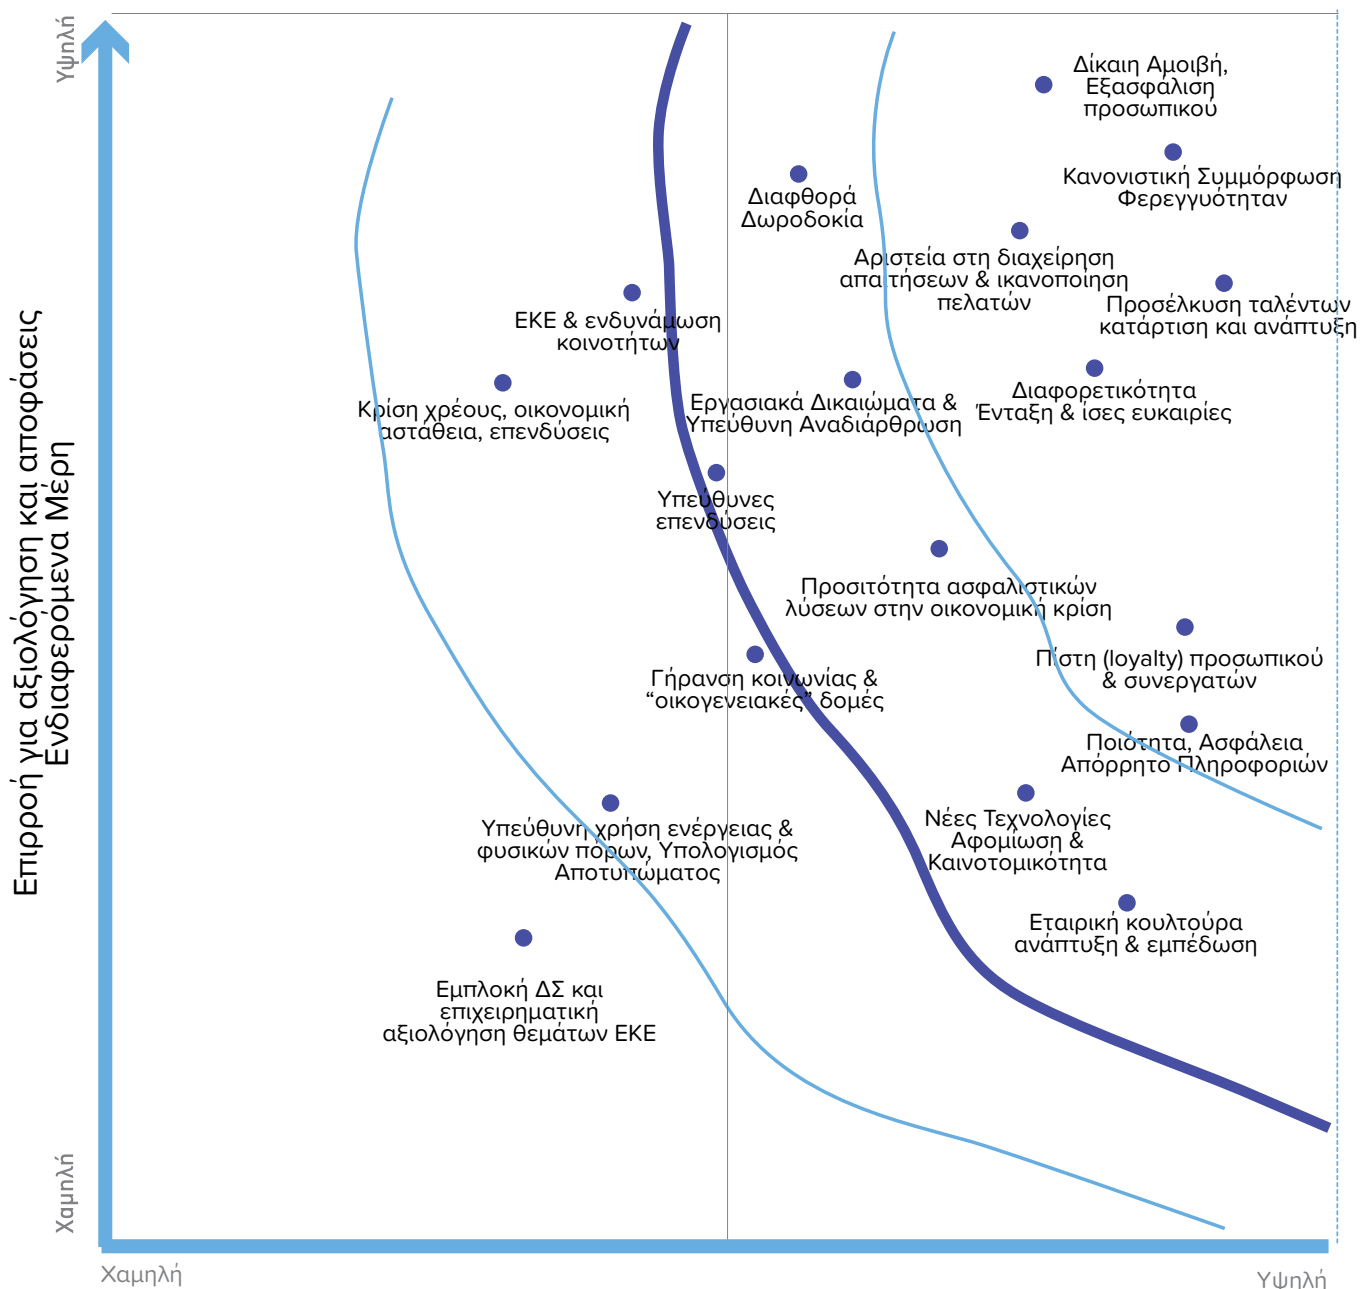 Υψηλή
Δίκαιη Αμοιβή,
Εξασφάλιση
προσωπικού
Κανονιστική Συμμόρφωση
Φερεγγυότηταν
Διαφθορά
Δωροδοκία
Αριστεία στη διαχείρηση
απαιτήσεων & ικανοποίηση
πελατών
Προσέλκυση ταλέντων
κατάρτιση και ανάπτυξη
ΕΚΕ & ενδυνάμωση
κοινοτήτων
Κρίση χρέους, οικονομική
αστάθεια, επενδύσεις
Εργασιακά Δικαιώματα &
Υπεύθυνη Αναδιάρθρωση
Διαφορετικότητα
Ένταξη & ίσες ευκαιρίες
Υπεύθυνες
επενδύσεις
Προσιτότητα ασφαλιστικών
λύσεων στην οικονομική κρίση
Πίστη (loyalty) προσωπικού
& συνεργατών
Γήρανση κοινωνίας &
“οικογενειακές” δομές
Ποιότητα, Ασφάλεια
Απόρρητο Πληροφοριών
Υπεύθυνη χρήση ενέργειας &
φυσικών πόρων, Υπολογισμός
Αποτυπώματος
Νέες Τεχνολογίες
Αφομίωση &
Καινοτομικότητα
Εταιρική κουλτούρα
ανάπτυξη & εμπέδωση
Εμπλοκή ΔΣ και
επιχειρηματική
αξιολόγηση θεμάτων ΕΚΕ
Επιρροή για αξιολόγηση και αποφάσεις
Ενδιαφερόμενα Μέρη
Χαμηλή
Χαμηλή
Υψηλή